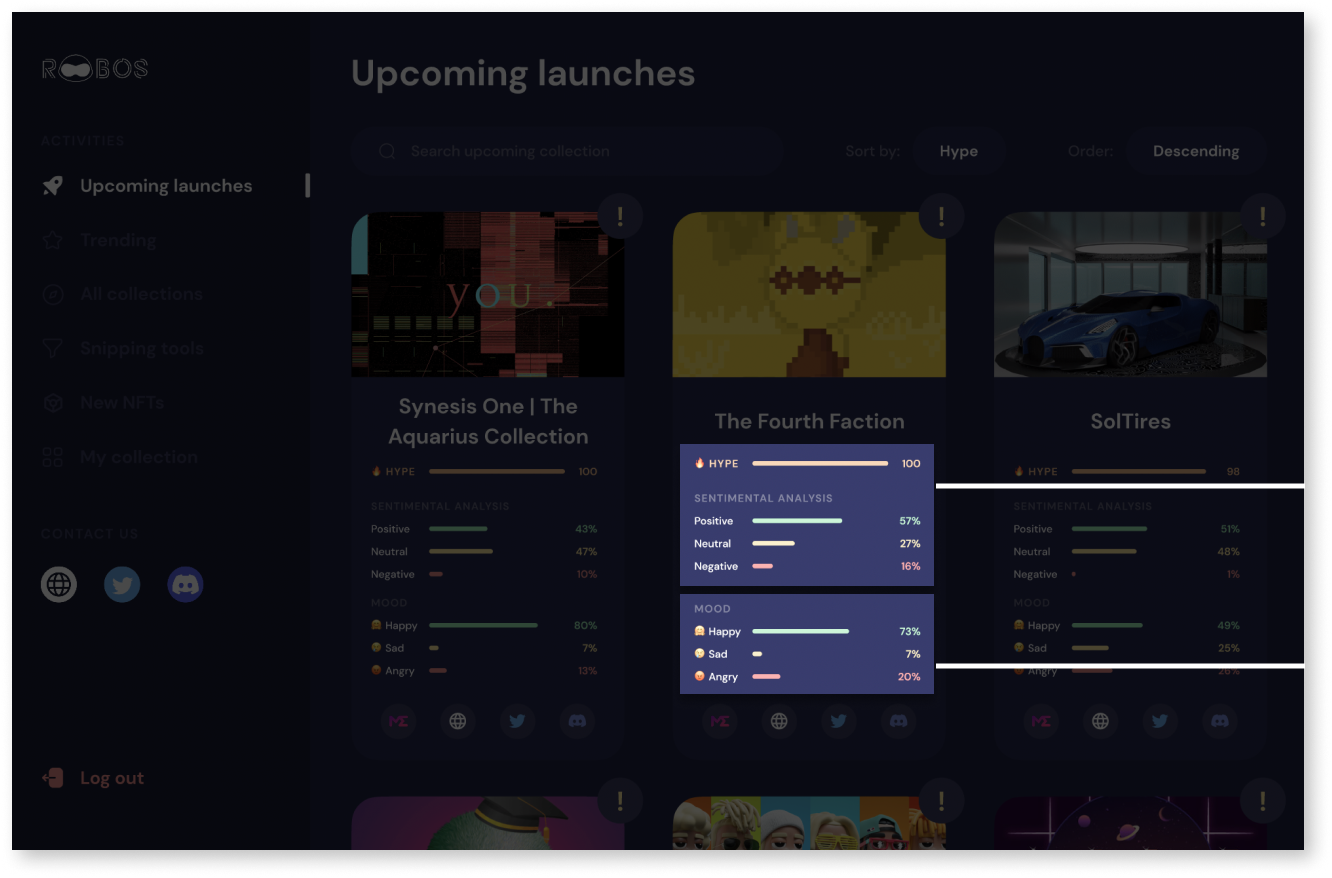 ROBOS
ACTIVITIES
Upcoming launches
Trending
All collections
Snipping tools
New NFTs
My collection
CONTACT US
Log out
Upcoming launches
Search upcoming collection
Sort by:
Hype
Order:
Descending
!
!
!
you.
Synesis One | The
Aquarius Collection
HYPE 100
SENTIMENTAL ANALYSIS
Positive 43%
Neutral 47%
Negative 10%
MOOD
Happy 80%
Sad 7%
Angry 13%
ME
The Fourth Faction
HYPE 100
SENTIMENTAL ANALYSIS
Positive 57%
Neutral 27%
Negative 16%
MOOD
Happy 73%
Sad 7%
Angry 20%
ME
SolTires
HYPE 98
SENTIMENTAL ANALYSIS
Positive 51%
Neutral 48%
Negative 1%
MOOD
Happy 49%
Sad 25%
Angry 26%
ME
!
!
!